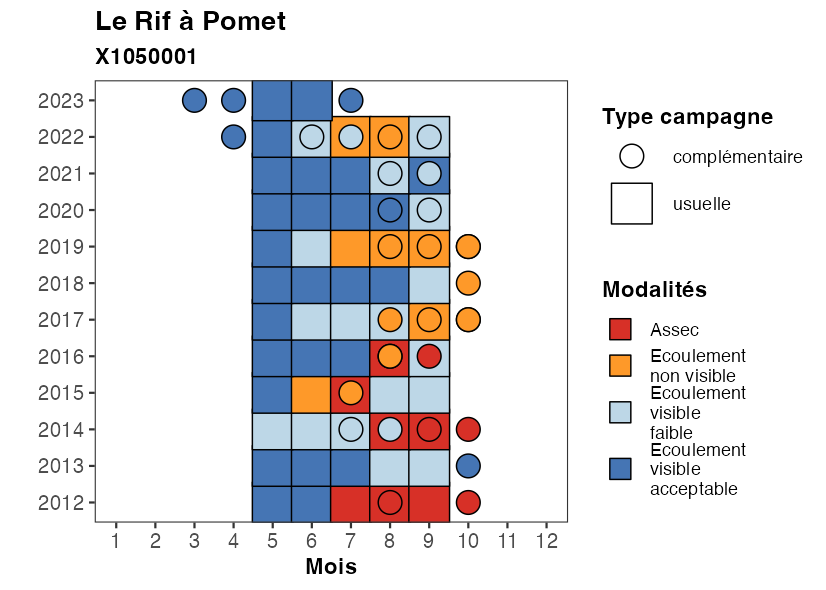 Le Rif à Pomet
X1050001
2023
2022
2021
2020
2019
2018
2017
2016
2015
2014
2013
2012
1 2 3 4 5 6 7 8 9 10 11 12
Mois
Type campagne
complémentaire
usuelle
Modalités
Assec
Ecoulement
non visible
Ecoulement
visible
faible
Ecoulement
visible
acceptable